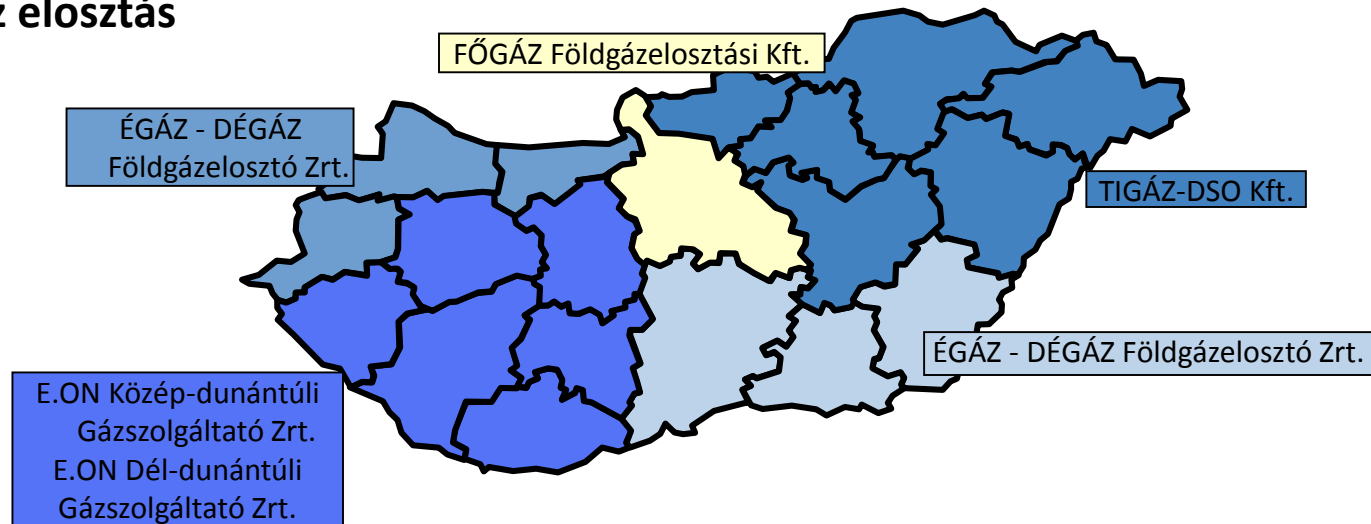 z elosztás
FŐGÁZ Földgázelosztási Kft.
ÉGÁZ - DÉGÁZ
Földgázelosztó Zrt.
TIGÁZ-DSO Kft.
ÉGÁZ - DÉGÁZ Földgázelosztó Zrt.
E.ON Közép-dunántúli
Gázszolgáltató Zrt.
E.ON Dél-dunántúli
Gázszolgáltató Zrt.